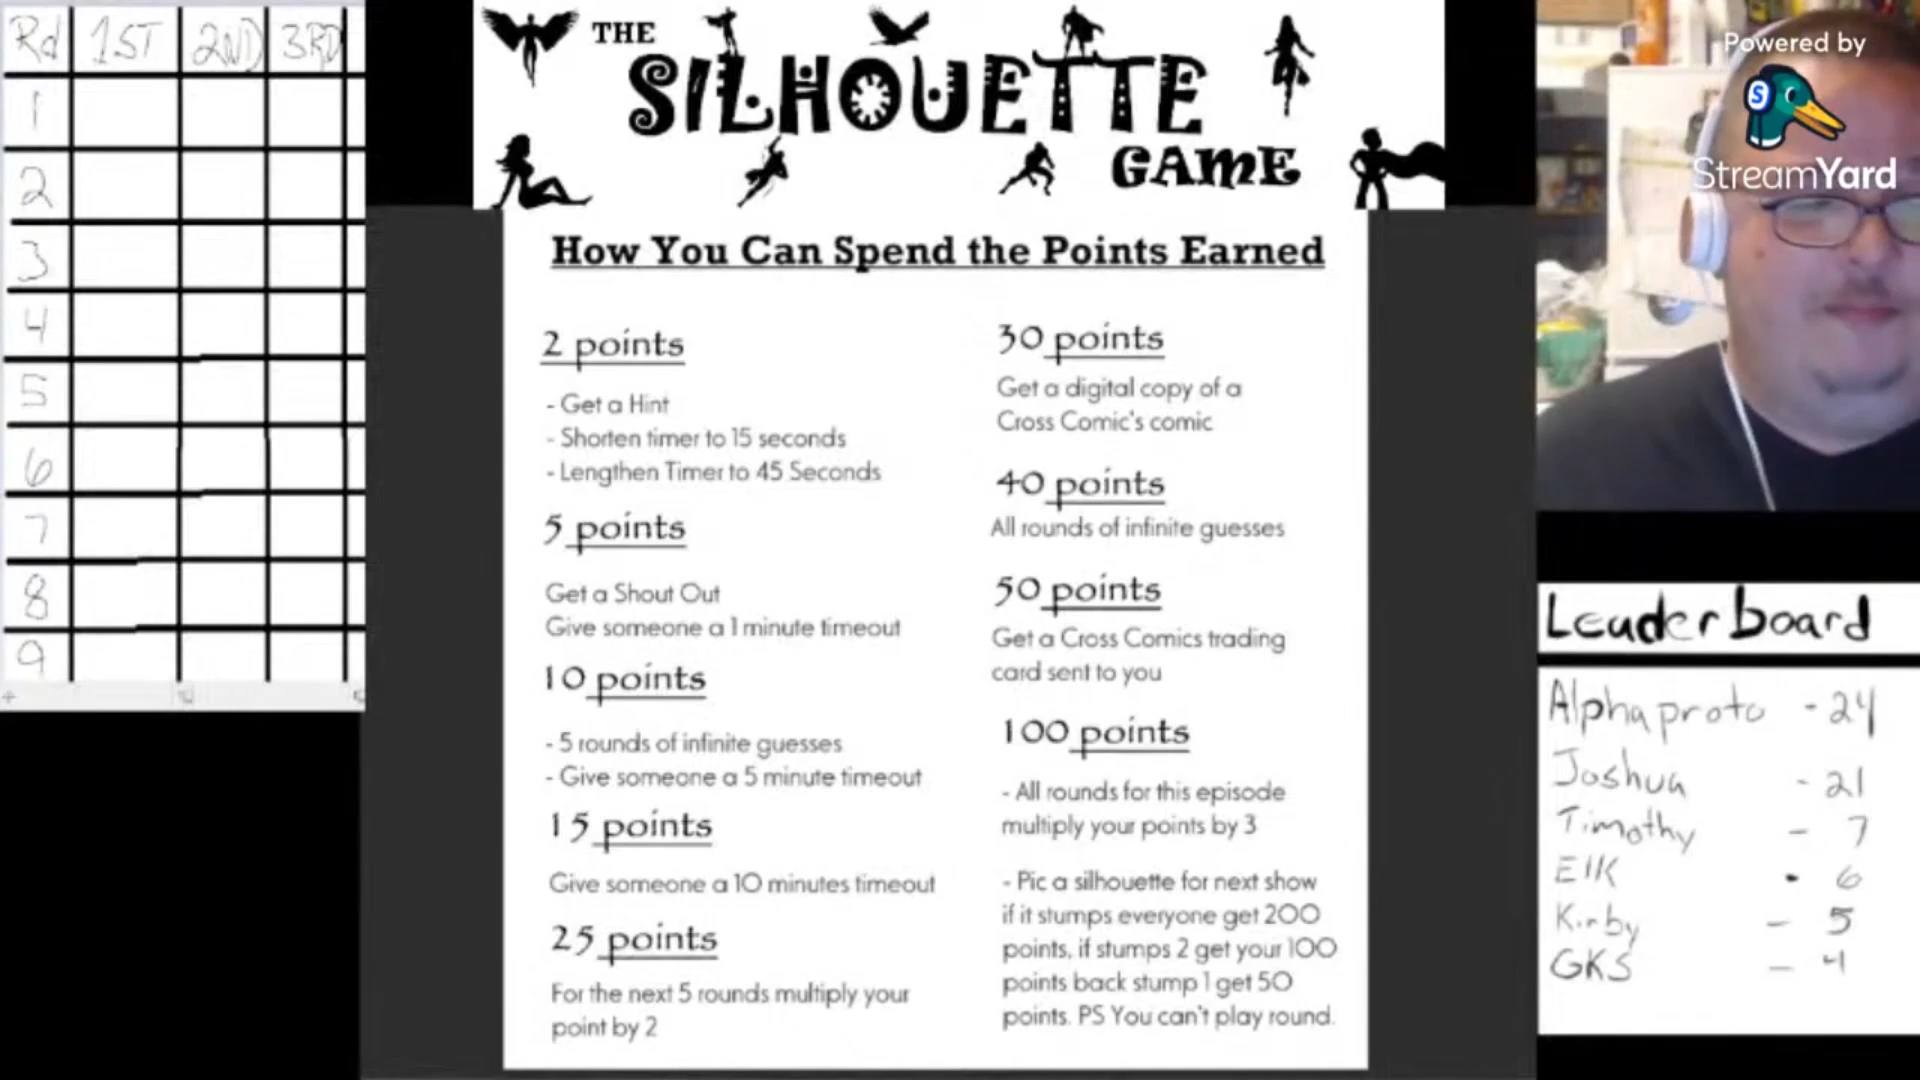 Rd 1ST 2ND 3RD
1
2
3
4
5
6
7
8
9
THE
SILHOUETTE
GAME
How You Can Spend the Points Earned
2 points
- Get a Hint
- Shorten timer to 15 seconds
- Lengthen Timer to 45 Seconds
5 points
Get a Shout Out
Give someone a 1 minute timeout
10 points
- 5 rounds of infinite guesses
- Give someone a 5 minute timeout
15 points
Give someone a 10 minutes timeout
25 points
For the next 5 rounds multiply your
point by 2
30 points
Get a digital copy of a
Cross Comic's comic
40 points
All rounds of infinite guesses
50 points
Get a Cross Comics trading
card sent to you
100 points
- All rounds for this episode
multiply your points by 3
- Pic a silhouette for next show
if it stumps everyone get 200
points, if stumps 2 get your 100
points back stump 1 get 50
points. PS You can't play round.
Powered by
S
StreamYard
Leaderboard
Alphaproto - 24
Joshua - 21
Timothy - 7
Elk - 6
Kirby - 5
GKS - 4